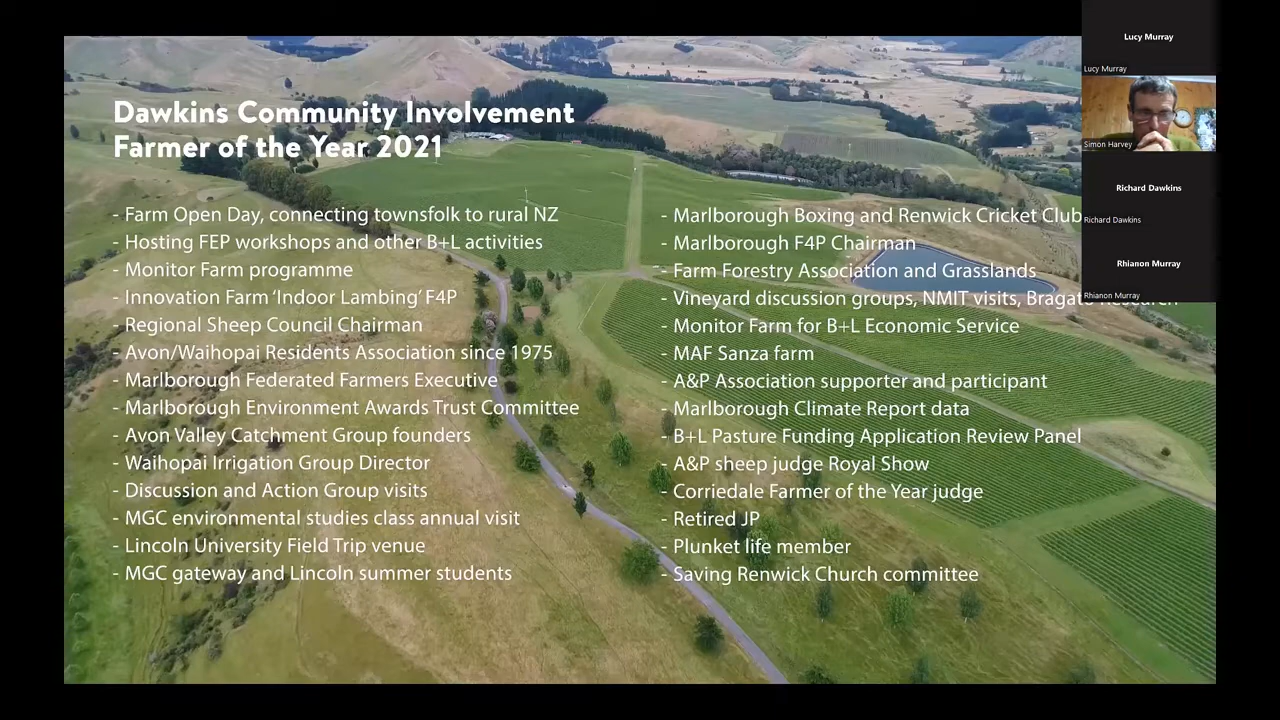 Dawkins Community Involvement
Farmer of the Year 2021
- Farm Open Day, connecting townsfolk to rural NZ
- Hosting FEP workshops and other B+L activities
- Monitor Farm programme
- Innovation Farm ‘Indoor Lambing’ F4P
- Regional Sheep Council Chairman
- Avon/Waihopai Residents Association since 1975
- Marlborough Federated Farmers Executive
- Marlborough Environment Awards Trust Committee
- Avon Valley Catchment Group founders
- Waihopai Irrigation Group Director
- Discussion and Action Group visits
- MGC environmental studies class annual visit
- Lincoln University Field Trip venue
- MGC gateway and Lincoln summer students
- Marlborough Boxing and Renwick Cricket Club
- Marlborough F4P Chairman
- Farm Forestry Association and Grasslands
- Vineyard discussion groups, NMIT visits, Bragato Research
- Monitor Farm for B+L Economic Service
- MAF Sanza farm
- A&P Association supporter and participant
- Marlborough Climate Report data
- B+L Pasture Funding Application Review Panel
- A&P sheep judge Royal Show
- Corriedale Farmer of the Year judge
- Retired JP
- Plunket life member
- Saving Renwick Church committee
Lucy Murray
Lucy Murray
Simon Harvey
Richard Dawkins
Richard Dawkins
Rhianon Murray
Rhianon Murray